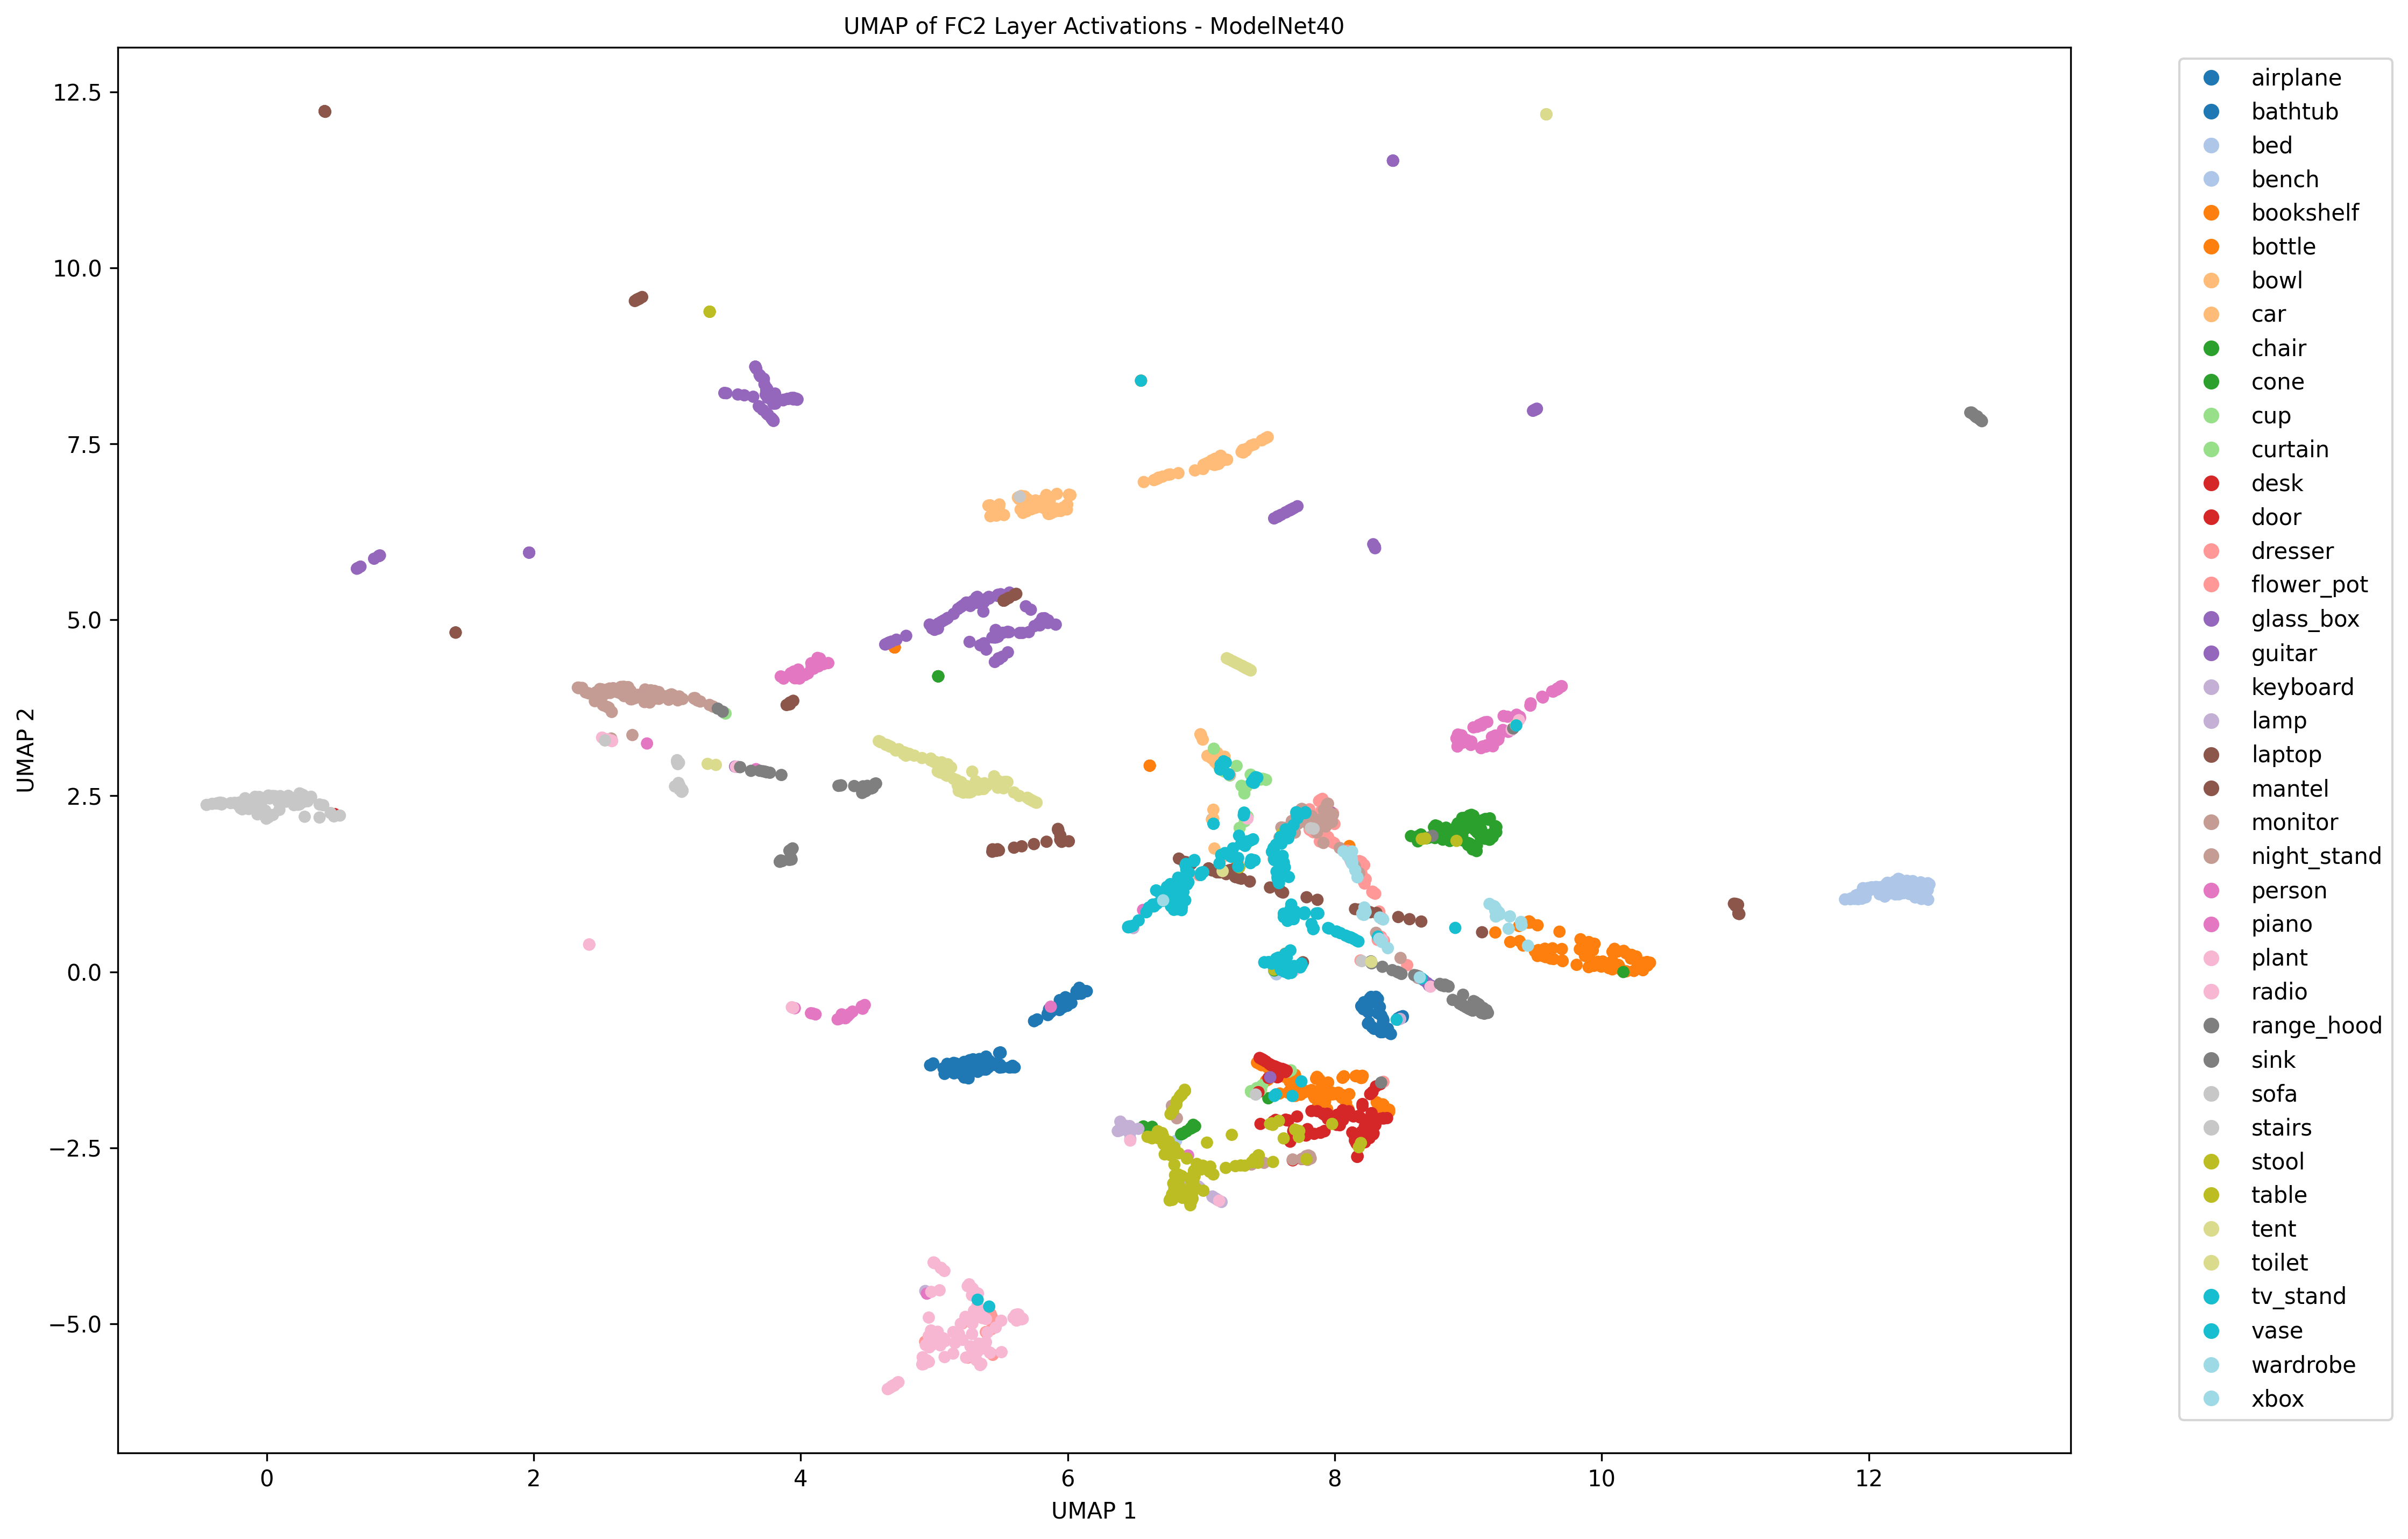 UMAP of FC2 Layer Activations - ModelNet40
12.5
10.0
7.5
5.0
2.5
0.0
−2.5
−5.0
UMAP 2
0
2
4
6
8
10
12
UMAP 1
airplane
bathtub
bed
bench
bookshelf
bottle
bowl
car
chair
cone
cup
curtain
desk
door
dresser
flower_pot
glass_box
guitar
keyboard
lamp
laptop
mantel
monitor
night_stand
person
piano
plant
radio
range_hood
sink
sofa
stairs
stool
table
tent
toilet
tv_stand
vase
wardrobe
xbox